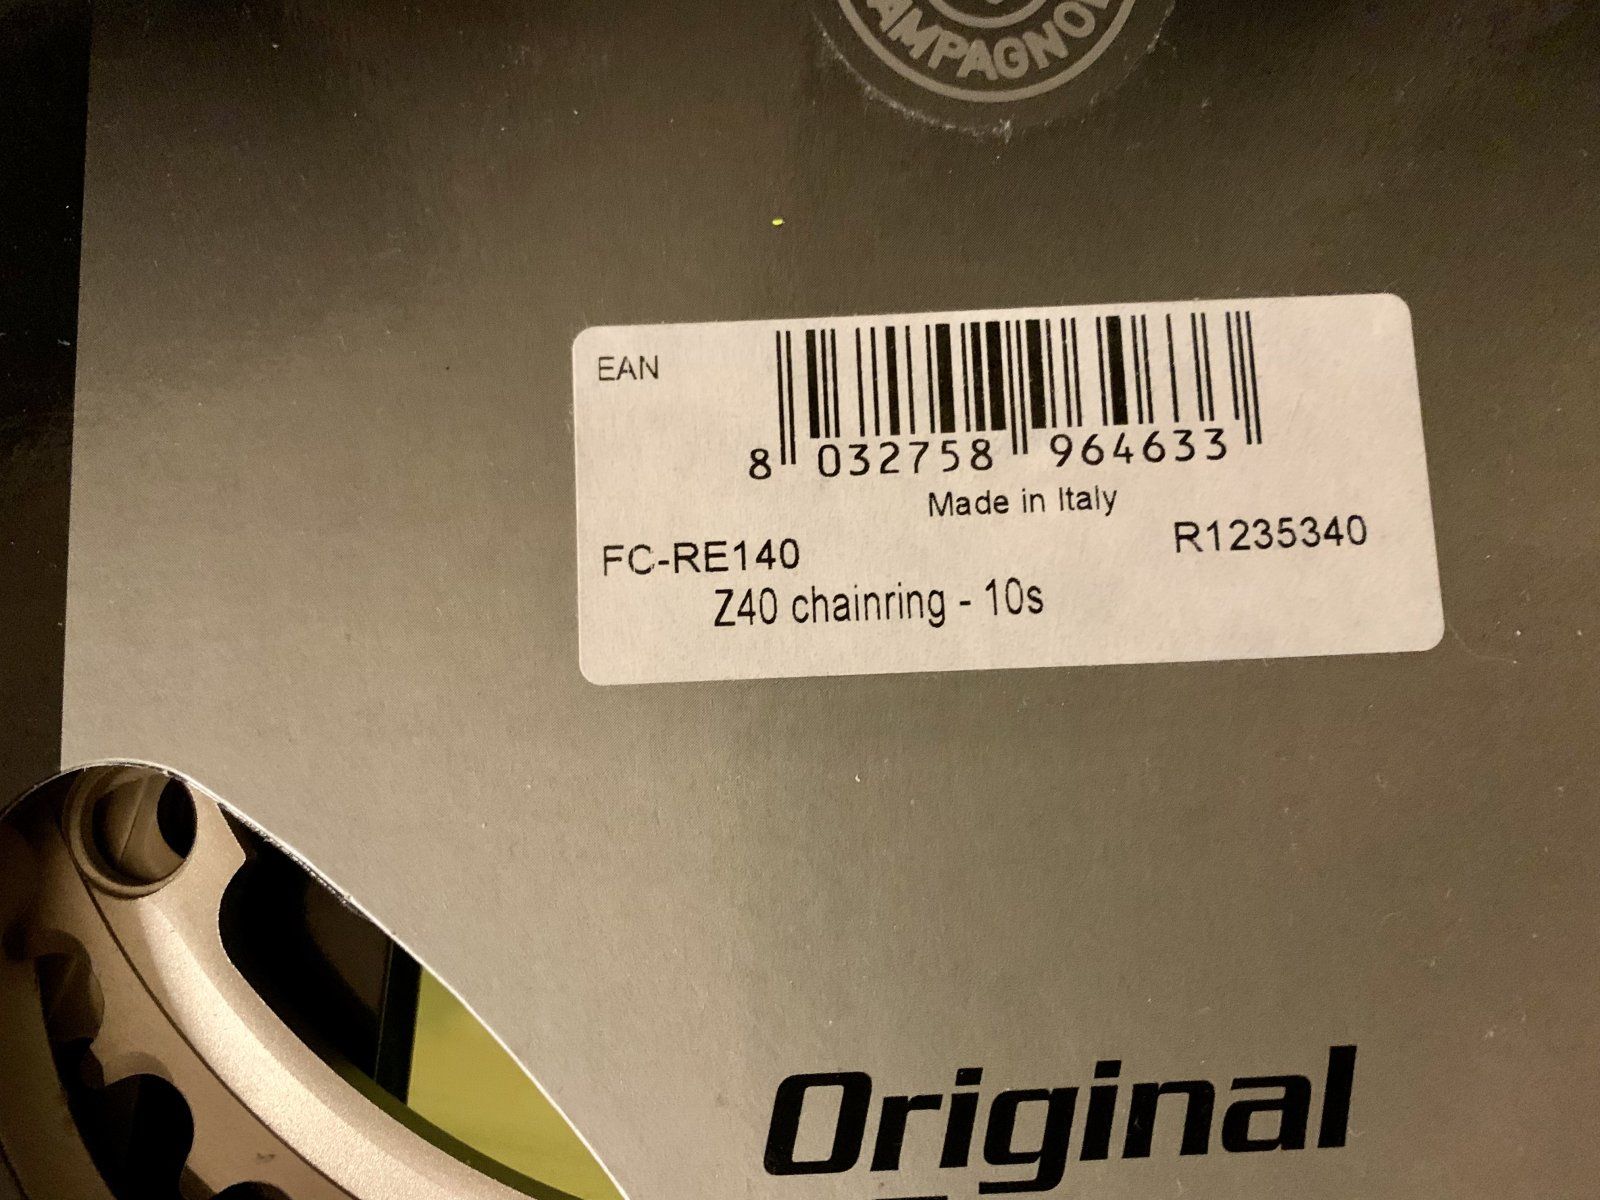 EAN
8 032758 964633
Made in Italy
FC-RE140 R1235340
Z40 chainring - 10s
Original